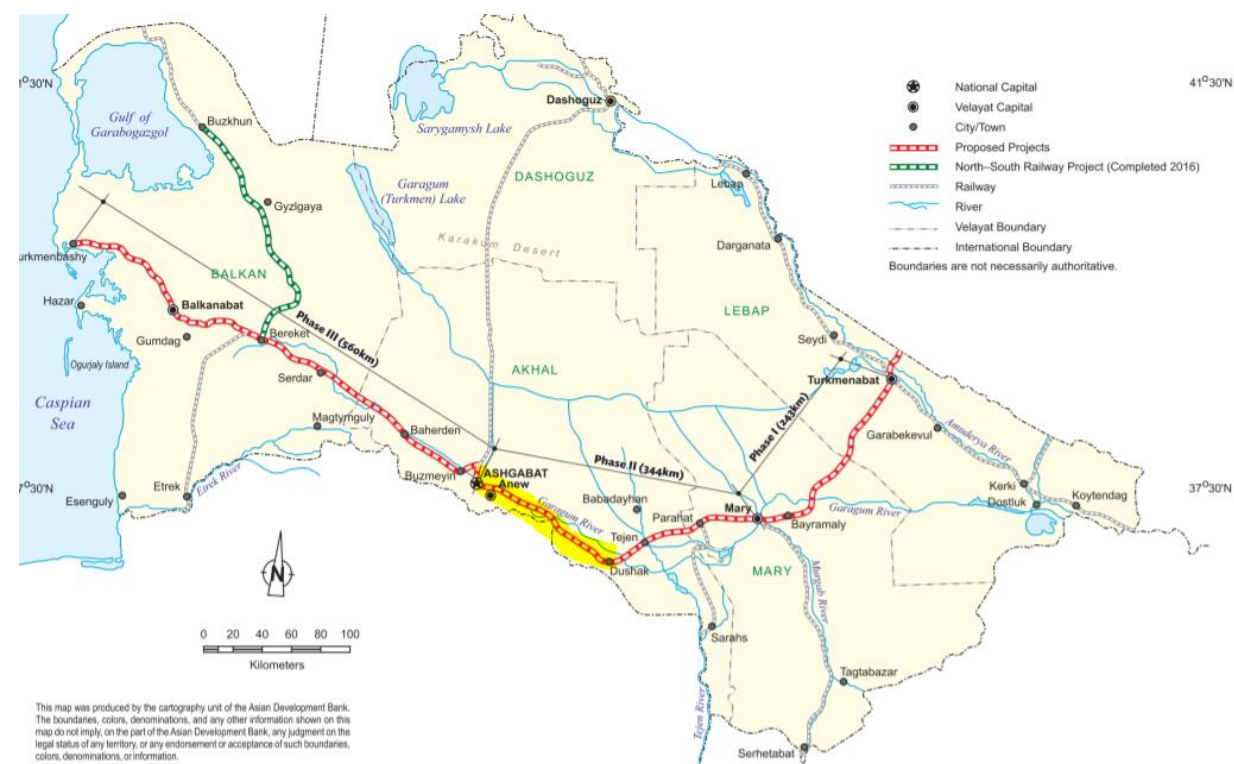 1°30'N
41°30'N
Gulf of
Garabogazgol
Buzkhun
Sarygamysh Lake
Dashoguz
National Capital
Velayat Capital
City/Town
Proposed Projects
North–South Railway Project (Completed 2016)
Railway
River
Velayat Boundary
International Boundary
Boundaries are not necessarily authoritative.
Garagum
(Turkmen) Lake
DASHOGUZ
Lebap
Gyzlgaya
Karakum Desert
Darganata
urkmenbashy
BALKAN
Hazar
Balkanabat
LEBAP
Gumdag
Bereket
Phase III (560km)
Seydi
Ogurjaly Island
AKHAL
Turkmenabat
Serdar
Caspian
Sea
Magtymguly
Baherden
Phase I (243km)
Garabekevul
Amuderya River
Buzmeyin
ASHGABAT
Anew
Phase II (344km)
Etrek
Etrek River
Esenguly
7°30'N
37°30'N
Kerki
Dostluk
Koytendag
Babadayhan
Garagum River
Parahat
Mary
Bayramaly
Garagum River
Tejen
Dushak
MARY
Murgab River
N
Sarahs
0 20 40 60 80 100
Kilometers
Tejen River
Tagtabazar
Serhetabat
This map was produced by the cartography unit of the Asian Development Bank.
The boundaries, colors, denominations, and any other information shown on this
map do not imply, on the part of the Asian Development Bank, any judgment on the
legal status of any territory, or any endorsement or acceptance of such boundaries,
colors, denominations, or information.